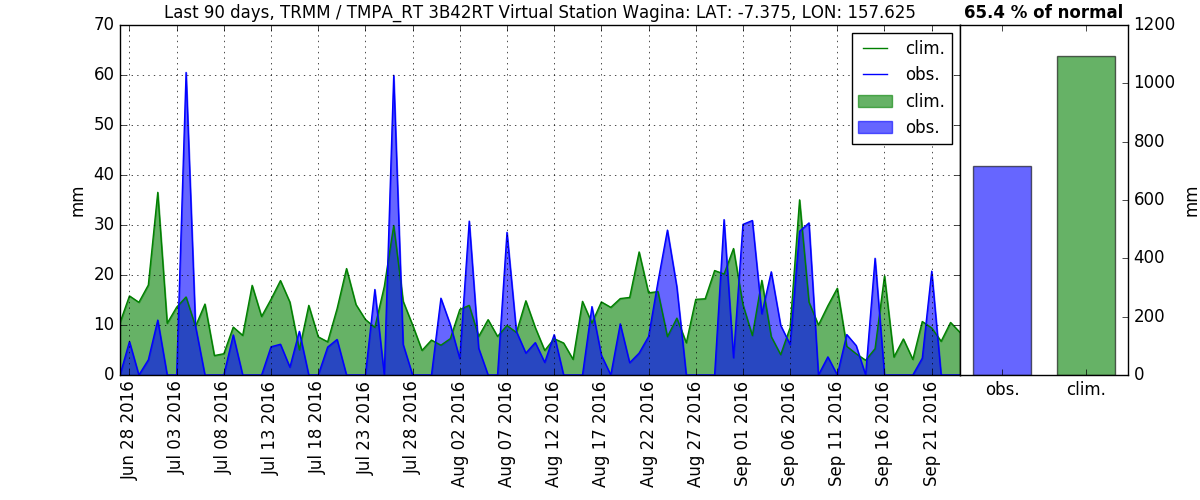 Last 90 days, TRMM / TMPA_RT 3B42RT Virtual Station Wagina: LAT: -7.375, LON: 157.625
65.4 % of normal
70
60
50
40
30
20
10
0
mm
clim.
obs.
clim.
obs.
Jun 28 2016
Jul 03 2016
Jul 08 2016
Jul 13 2016
Jul 18 2016
Jul 23 2016
Jul 28 2016
Aug 02 2016
Aug 07 2016
Aug 12 2016
Aug 17 2016
Aug 22 2016
Aug 27 2016
Sep 01 2016
Sep 06 2016
Sep 11 2016
Sep 16 2016
Sep 21 2016
1200
1000
800
600
400
200
0
mm
obs.
clim.